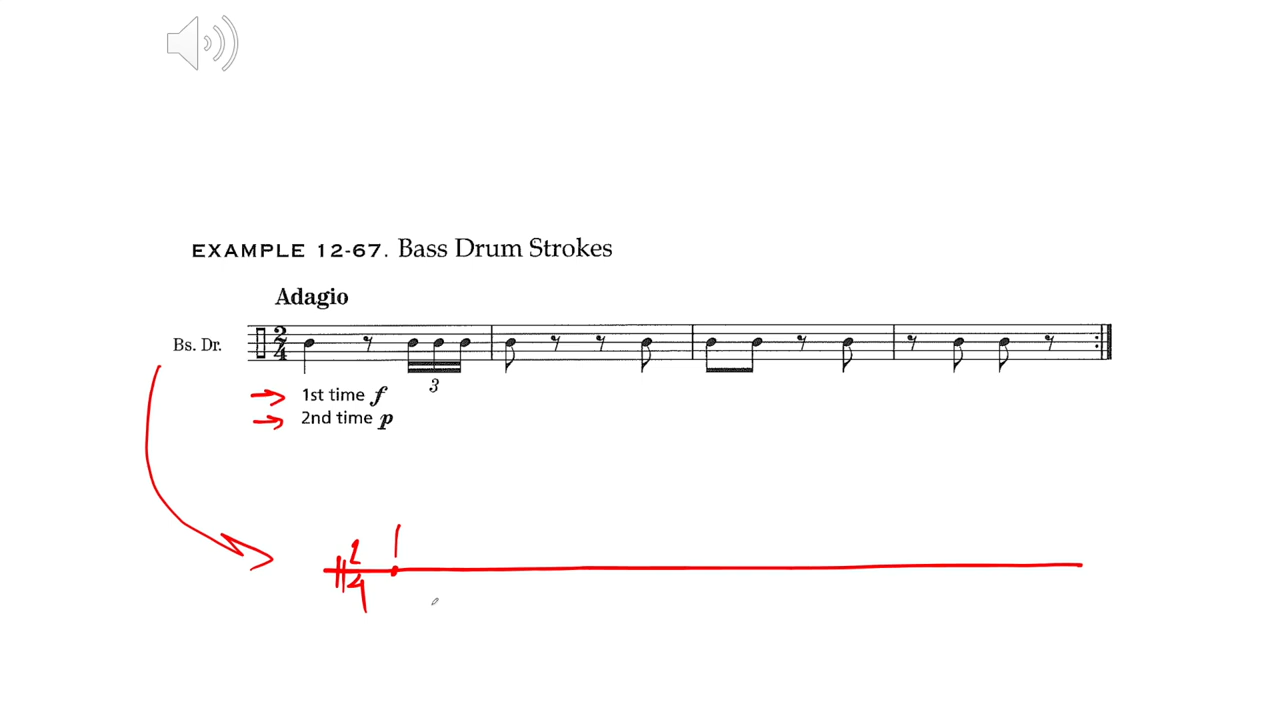 EXAMPLE 12-67. Bass Drum Strokes
Adagio
Bs. Dr.
2
4
3
1st time f
2nd time p
2
4